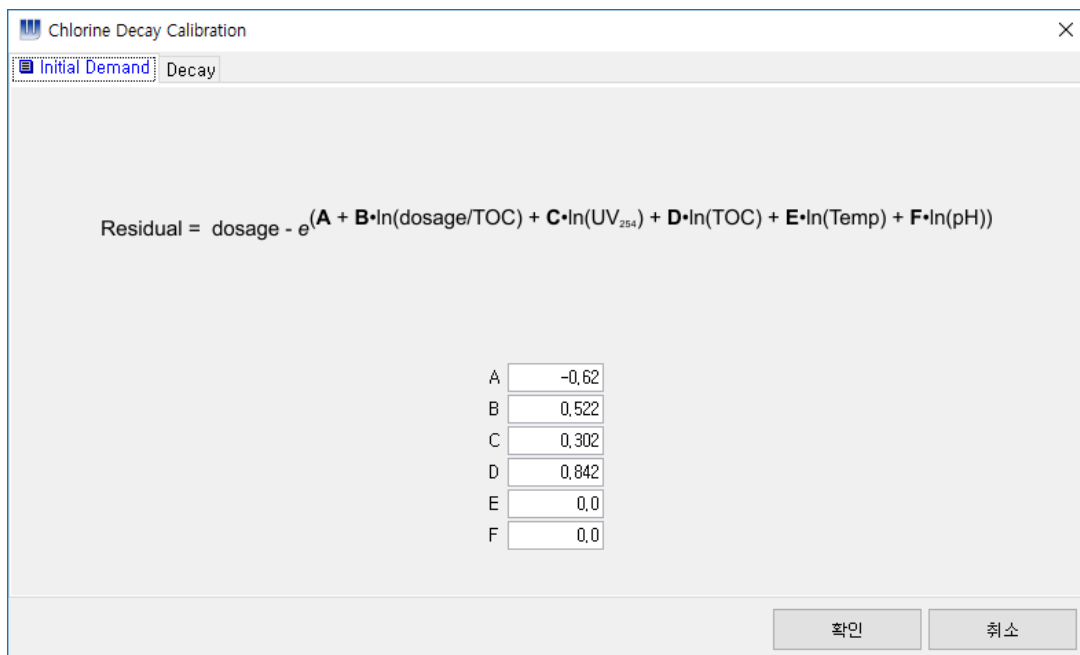 Chlorine Decay Calibration
Initial Demand Decay
Residual = dosage - e(A + B•ln(dosage/TOC) + C•ln(UV254) + D•ln(TOC) + E•ln(Temp) + F•ln(pH))
A -0,62
B 0,522
C 0,302
D 0,842
E 0,0
F 0,0
확인 취소